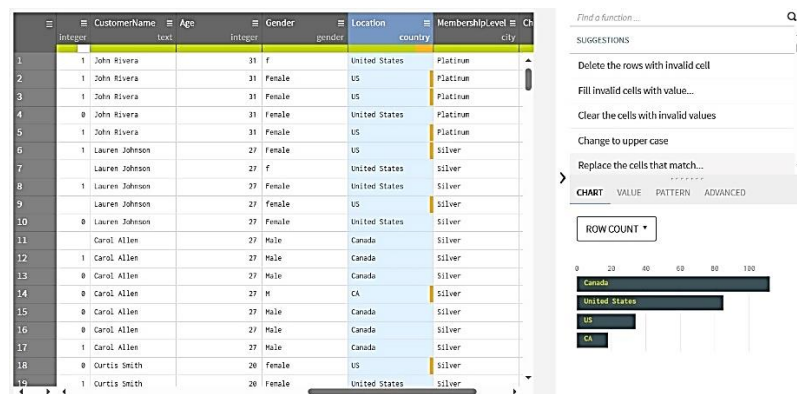 CustomerName Age Gender Location MembershipLevel Ch
integer text integer gender country city
1 1 John Rivera 31 f United States Platinum
2 1 John Rivera 31 Female US Platinum
3 1 John Rivera 31 Female US Platinum
4 0 John Rivera 31 Female United States Platinum
5 1 John Rivera 31 Female US Platinum
6 1 Lauren Johnson 27 Female US Silver
7 Lauren Johnson 27 f United States Silver
8 1 Lauren Johnson 27 Female United States Silver
9 Lauren Johnson 27 female US Silver
10 0 Lauren Johnson 27 Female United States Silver
11 Carol Allen 27 Male Canada Silver
12 1 Carol Allen 27 Male Canada Silver
13 0 Carol Allen 27 Male Canada Silver
14 0 Carol Allen 27 M CA Silver
15 0 Carol Allen 27 Male Canada Silver
16 0 Carol Allen 27 Male Canada Silver
17 1 Carol Allen 27 Male Canada Silver
18 0 Curtis Smith 20 female US Silver
19 1 Curtis Smith 20 Female United States Silver
Find a function ...
SUGGESTIONS
Delete the rows with invalid cell
Fill invalid cells with value...
Clear the cells with invalid values
Change to upper case
Replace the cells that match...
CHART VALUE PATTERN ADVANCED
ROW COUNT
0 20 40 60 80 100
Canada
United States
US
CA